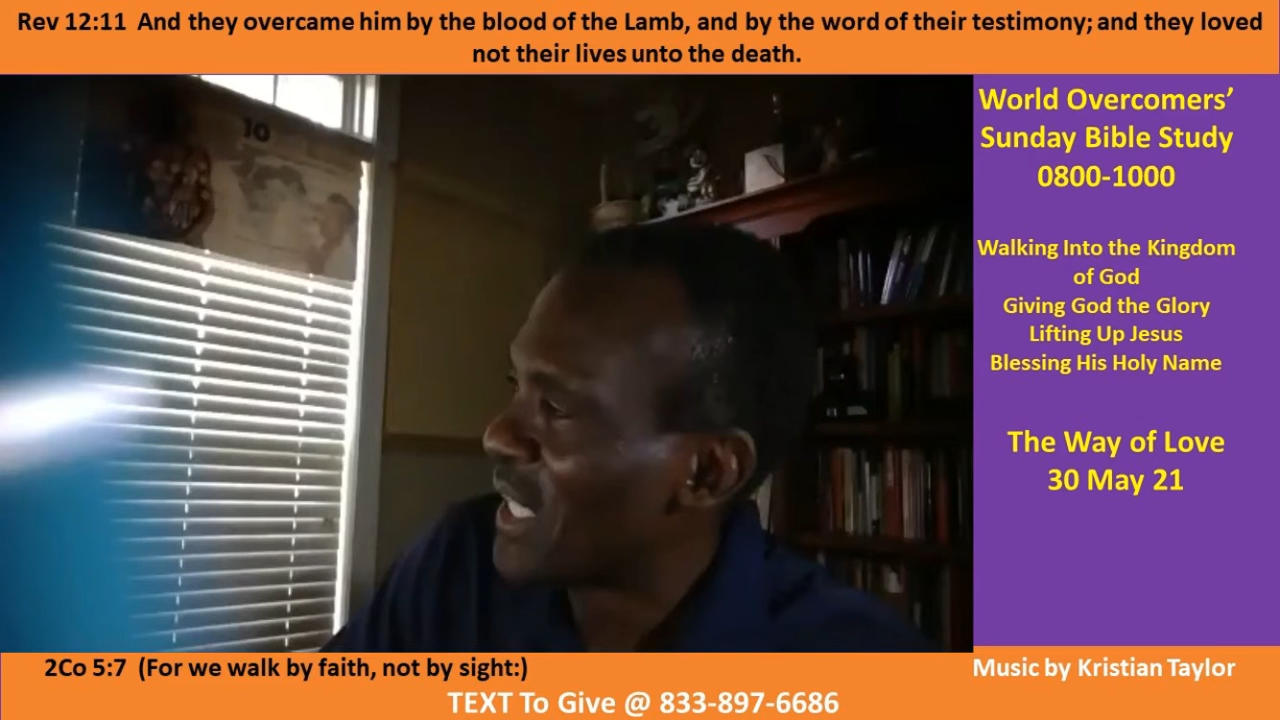 Rev 12:11 And they overcame him by the blood of the Lamb, and by the word of their testimony; and they loved
not their lives unto the death.
World Overcomers’
Sunday Bible Study
0800-1000
Walking Into the Kingdom
of God
Giving God the Glory
Lifting Up Jesus
Blessing His Holy Name
The Way of Love
30 May 21
10
2Co 5:7 (For we walk by faith, not by sight:)
Music by Kristian Taylor
TEXT To Give @ 833-897-6686